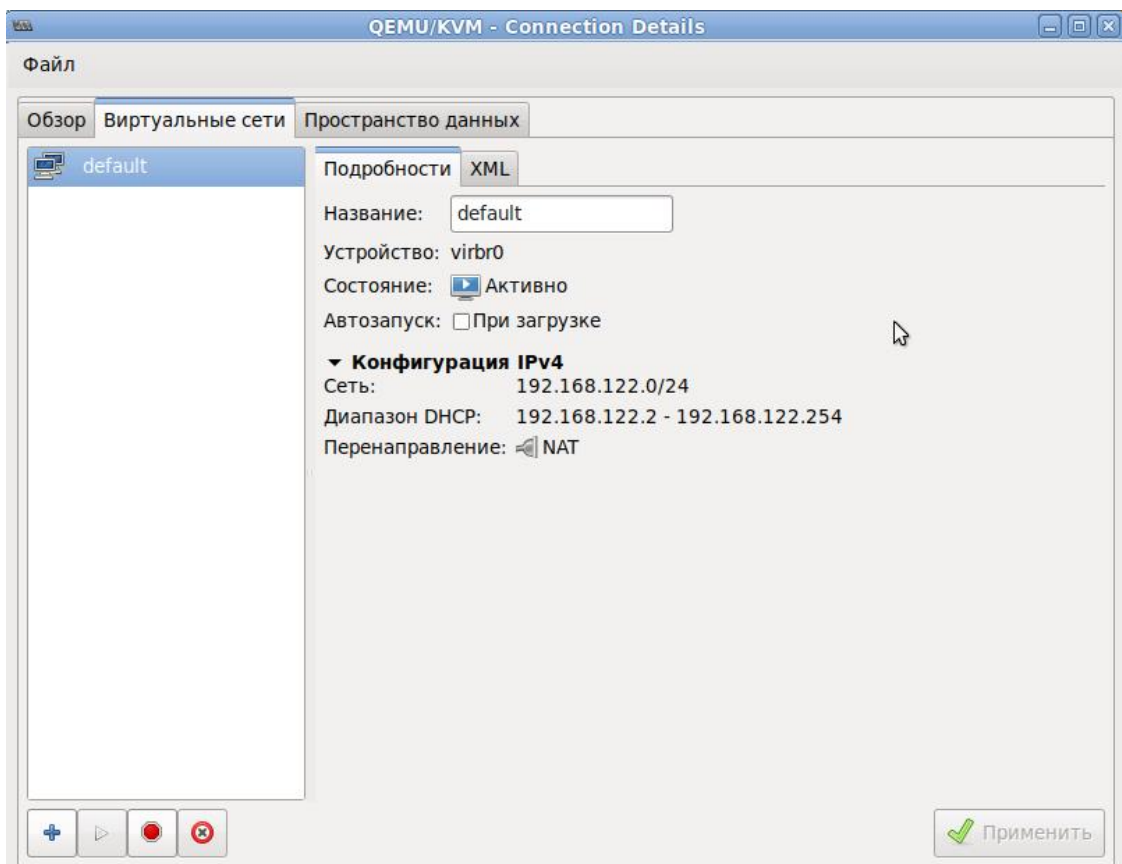 QEMU/KVM - Connection Details
Файл
Обзор Виртуальные сети Пространство данных
default
Подробности XML
Название: default
Устройство: virbr0
Состояние: Активно
Автозапуск: При загрузке
Конфигурация IPv4
Сеть: 192.168.122.0/24
Диапазон DHCP: 192.168.122.2 - 192.168.122.254
Перенаправление: NAT
Применить